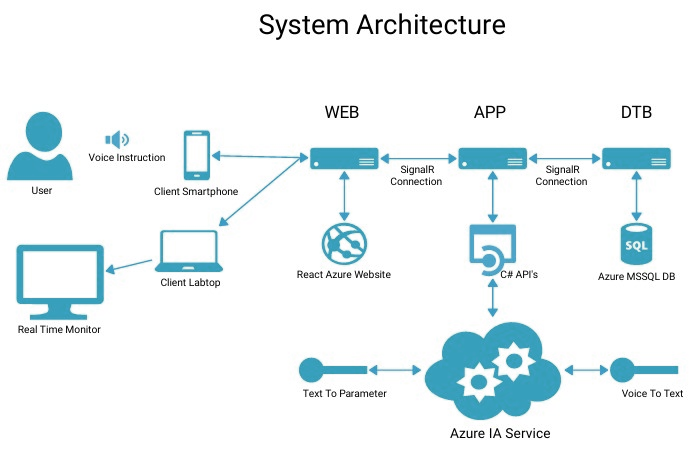 System Architecture
WEB
APP
DTB
Voice Instruction
SignalR
Connection
SignalR
Connection
User
Client Smartphone
React Azure Website
C# API's
SQL
Azure MSSQL DB
Client Labtop
Real Time Monitor
Text To Parameter
Voice To Text
Azure IA Service